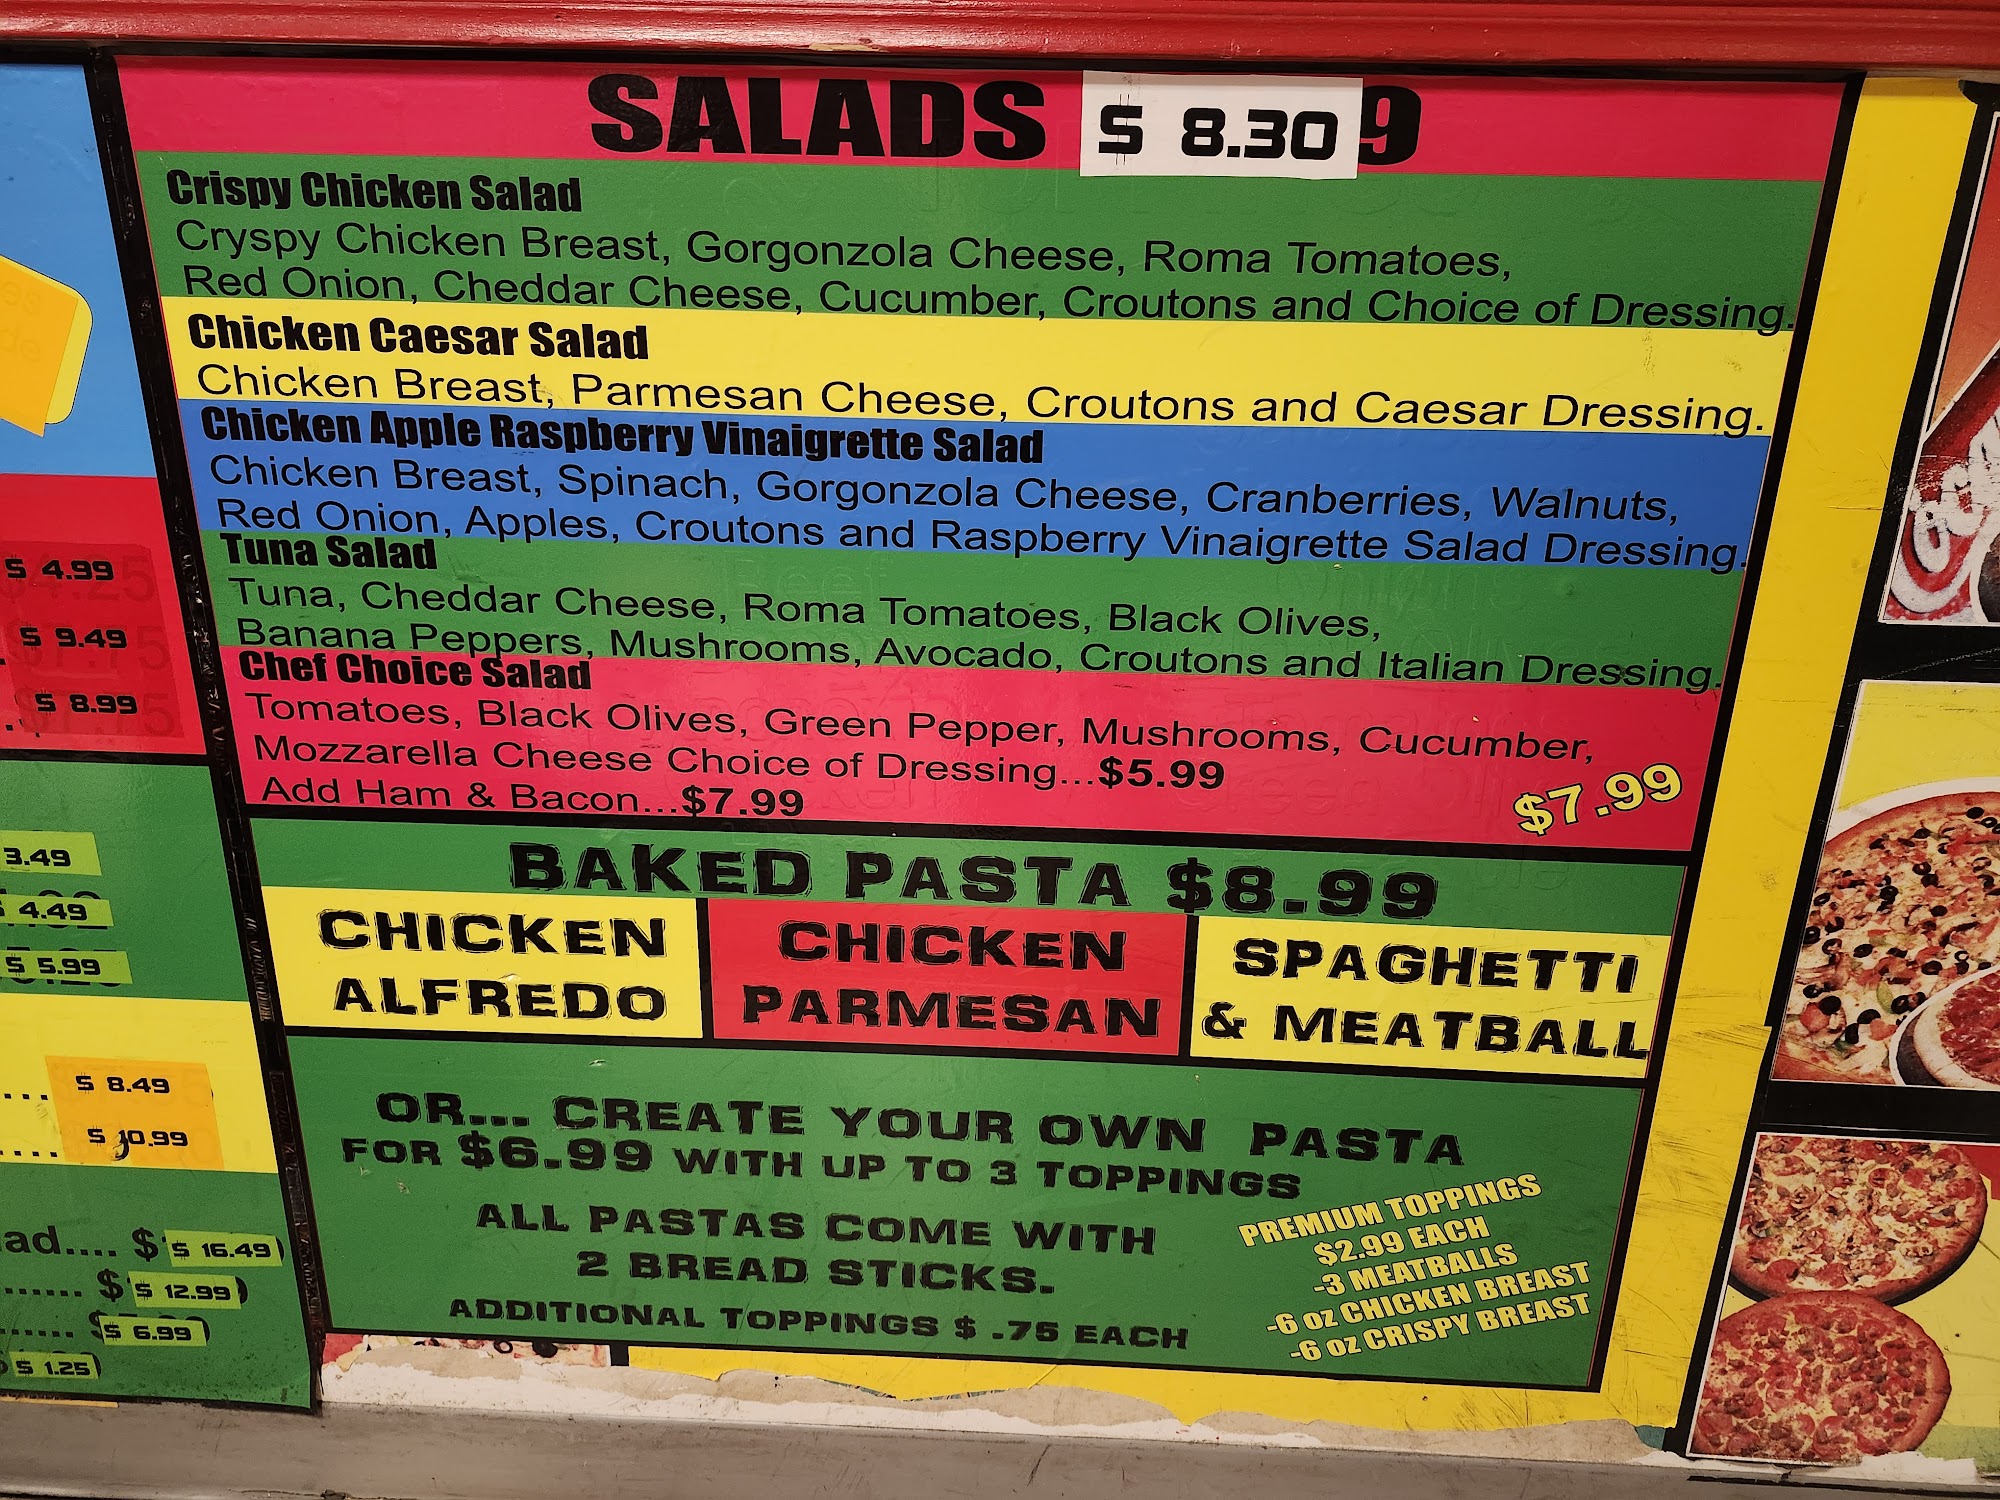 SALADS $ 8.30 9
Crispy Chicken Salad
Cryspy Chicken Breast, Gorgonzola Cheese, Roma Tomatoes,
Red Onion, Cheddar Cheese, Cucumber, Croutons and Choice of Dressing.
Chicken Caesar Salad
Chicken Breast, Parmesan Cheese, Croutons and Caesar Dressing.
Chicken Apple Raspberry Vinaigrette Salad
Chicken Breast, Spinach, Gorgonzola Cheese, Cranberries, Walnuts,
Red Onion, Apples, Croutons and Raspberry Vinaigrette Salad Dressing.
Tuna Salad
Tuna, Cheddar Cheese, Roma Tomatoes, Black Olives,
Banana Peppers, Mushrooms, Avocado, Croutons and Italian Dressing.
Chef Choice Salad
Tomatoes, Black Olives, Green Pepper, Mushrooms, Cucumber,
Mozzarella Cheese Choice of Dressing...$5.99
Add Ham & Bacon...$7.99
$7.99
BAKED PASTA $8.99
CHICKEN
ALFREDO
CHICKEN
PARMESAN
SPAGHETTI
& MEATBALL
OR... CREATE YOUR OWN PASTA
FOR $6.99 WITH UP TO 3 TOPPINGS
ALL PASTAS COME WITH
2 BREAD STICKS.
ADDITIONAL TOPPINGS $ .75 EACH
PREMIUM TOPPINGS
$2.99 EACH
-3 MEATBALLS
-6 oz CHICKEN BREAST
-6 oz CRISPY BREAST
$ 4.99
$ 9.49
$ 8.99
3.49
4.49
$ 5.99
.... $ 8.49
.... $ 10.99
ad.... $ $ 16.49
...... $ $ 12.99
...... $ $ 6.99
$ 1.25